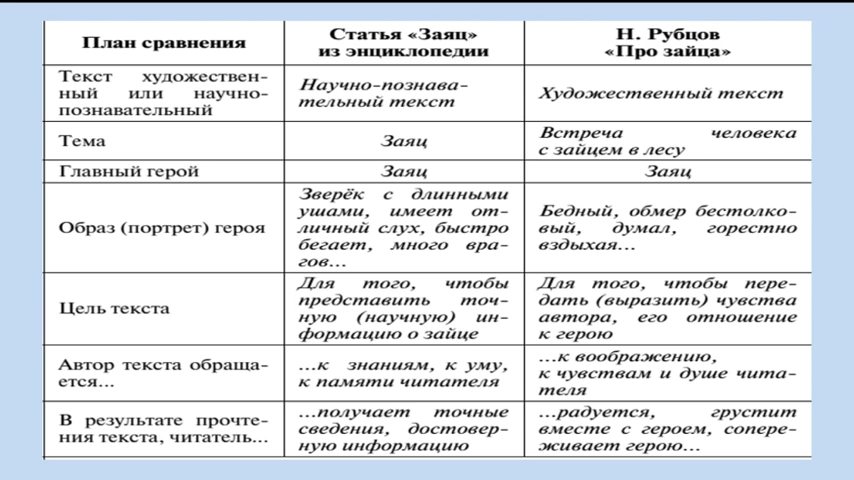 План сравнения
Статья «Заяц»
из энциклопедии
Н. Рубцов
«Про зайца»
Текст художествен-
ный или научно-
познавательный
Научно-познава-
тельный текст
Художественный текст
Тема
Заяц
Встреча человека
с зайцем в лесу
Главный герой
Заяц
Заяц
Образ (портрет) героя
Зверёк с длинными
ушами, имеет от-
личный слух, быстро
бегает, много вра-
гов...
Бедный, обмер бестолко-
вый, думал, горестно
вздыхая...
Цель текста
Для того, чтобы
представить точ-
ную (научную) ин-
формацию о зайце
Для того, чтобы пере-
дать (выразить) чувства
автора, его отношение
к герою
Автор текста обраща-
ется...
...к знаниям, к уму,
к памяти читателя
...к воображению,
к чувствам и душе чита-
теля
В результате прочте-
ния текста, читатель...
...получает точные
сведения, достовер-
ную информацию
...радуется, грустит
вместе с героем, сопере-
живает герою...